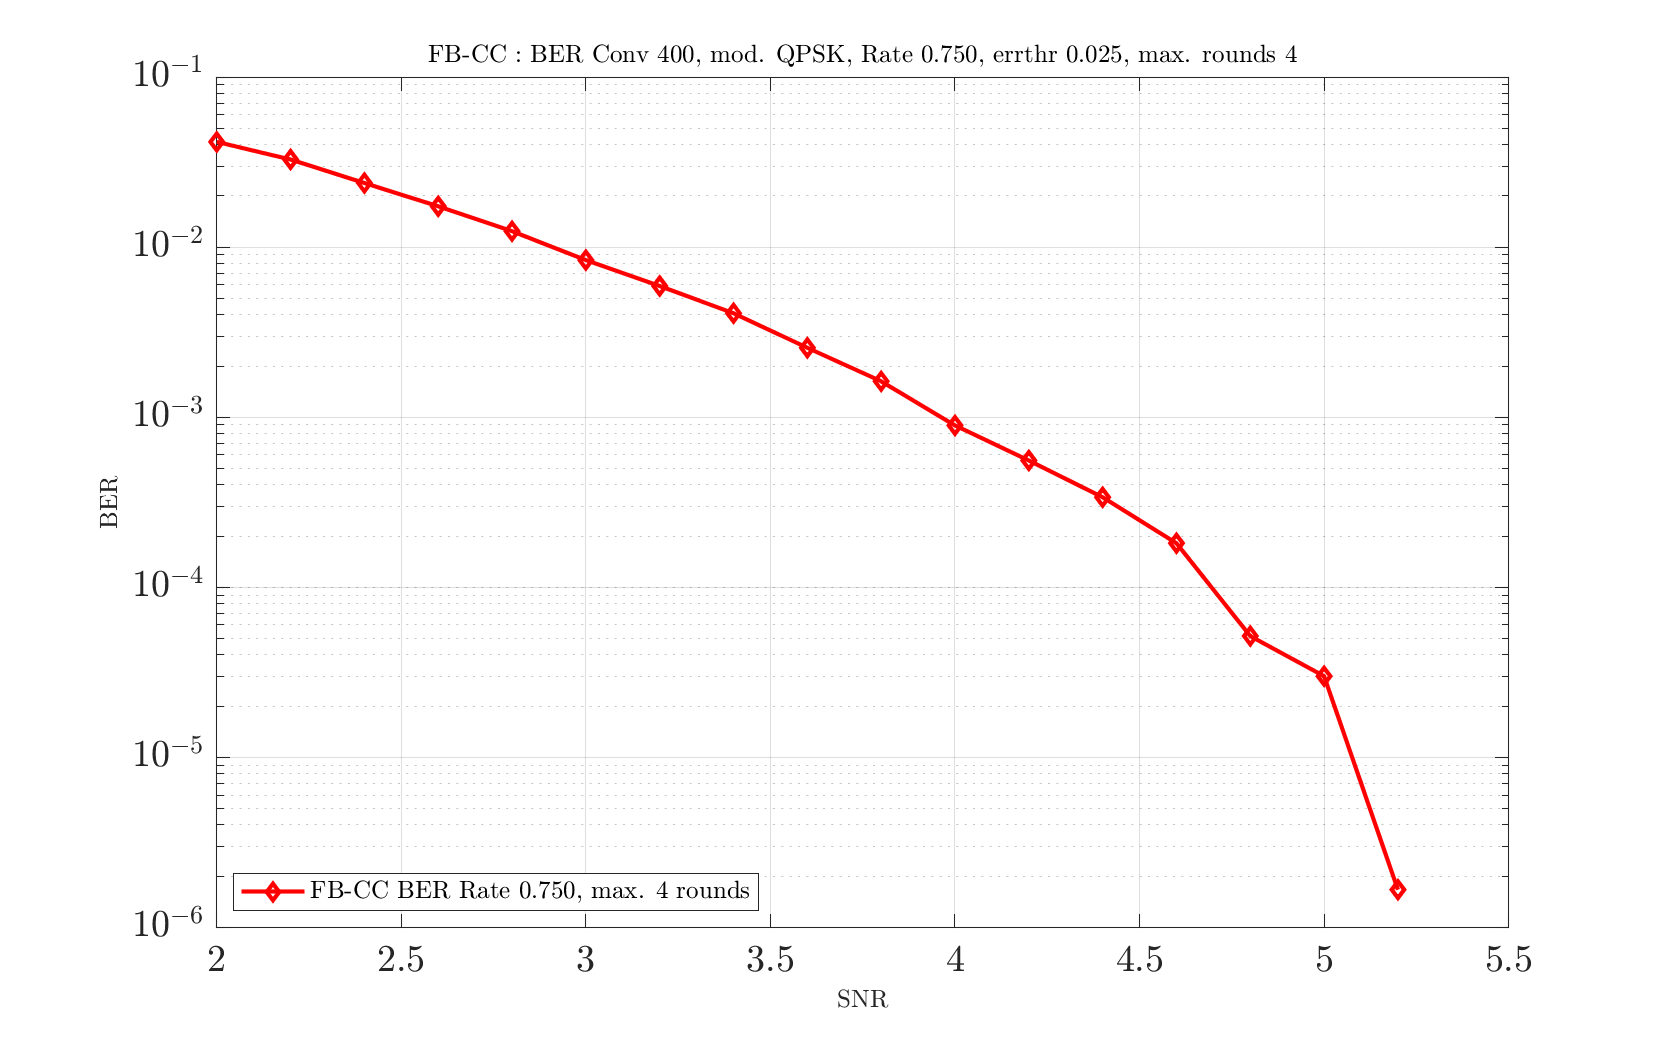 FB-CC : BER Conv 400, mod. QPSK, Rate 0.750, errthr 0.025, max. rounds 4
10⁻¹
10⁻²
10⁻³
10⁻⁴
10⁻⁵
10⁻⁶
BER
FB-CC BER Rate 0.750, max. 4 rounds
2 2.5 3 3.5 4 4.5 5 5.5
SNR